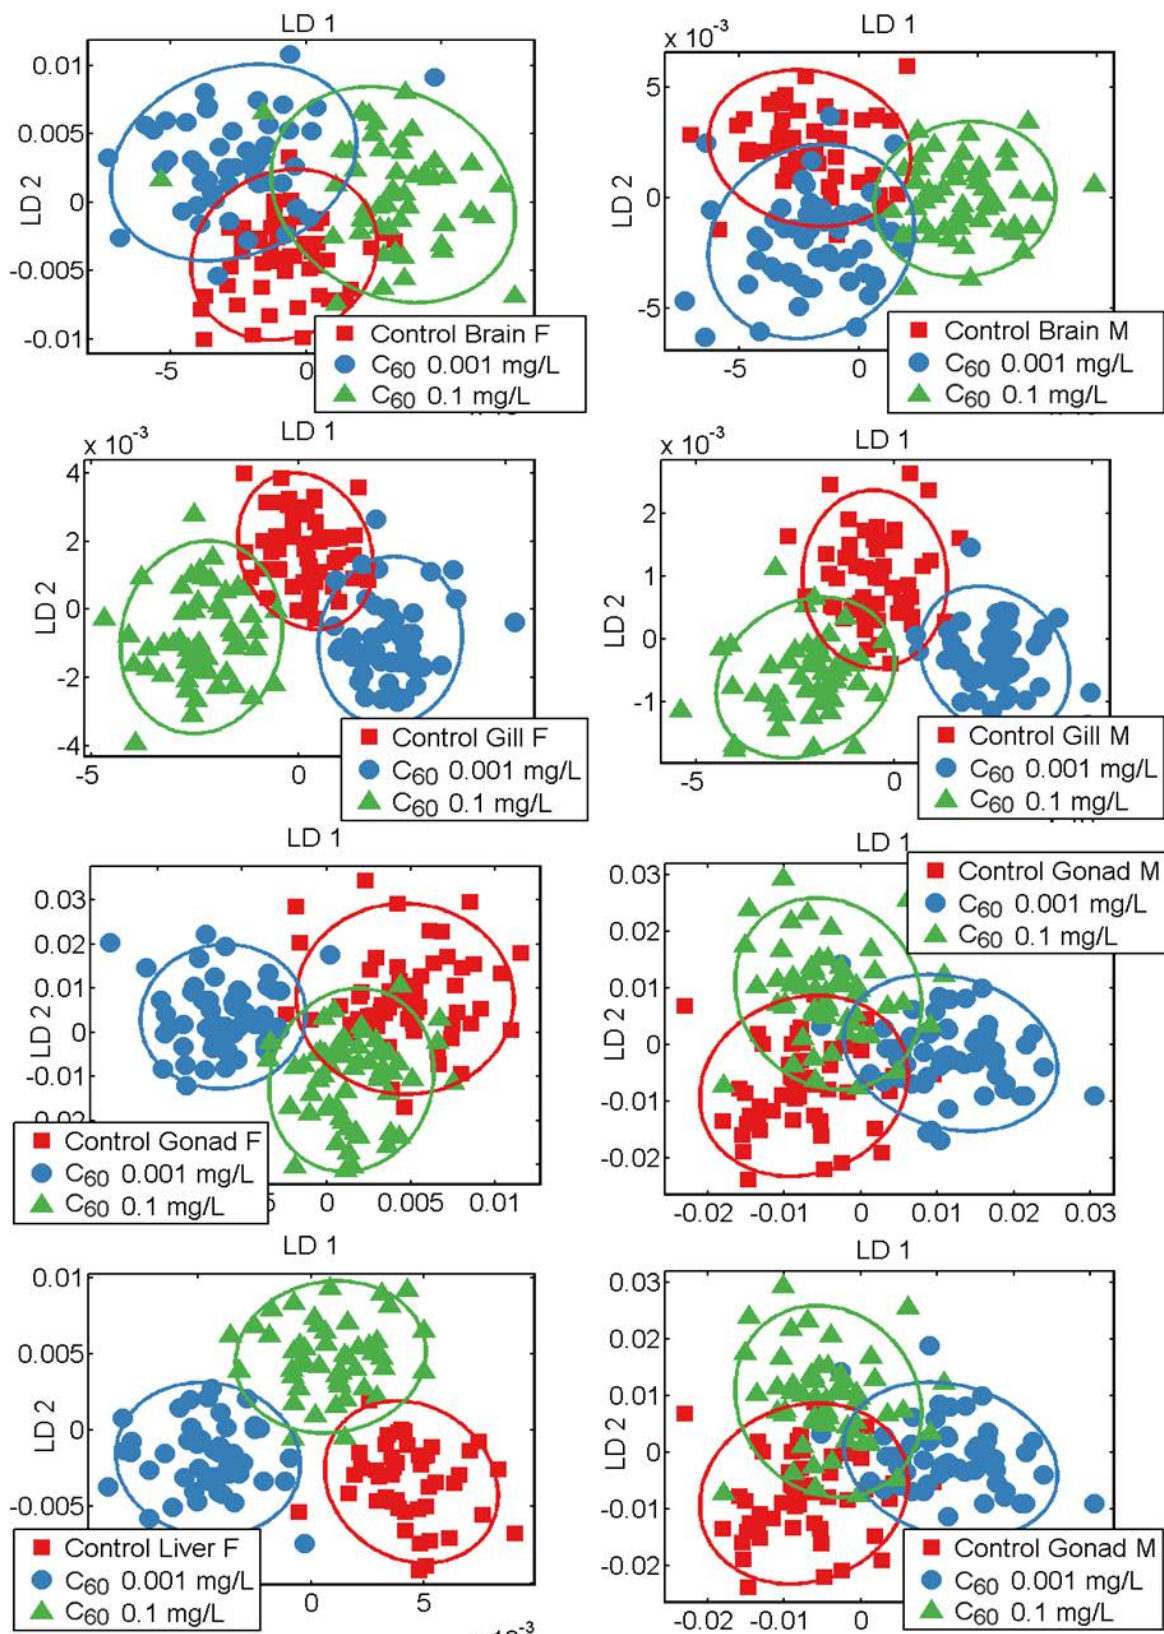 LD 1
LD 2
0.01
0.005
0
-0.005
-0.01
-5
0
Control Brain F
C60 0.001 mg/L
C60 0.1 mg/L
LD 1
x 10-3
LD 2
5
0
-5
-5
0
Control Brain M
C60 0.001 mg/L
C60 0.1 mg/L
LD 1
x 10-3
LD 2
4
2
0
-2
-4
-5
0
Control Gill F
C60 0.001 mg/L
C60 0.1 mg/L
LD 1
x 10-3
LD 2
2
1
0
-1
-5
0
Control Gill M
C60 0.001 mg/L
C60 0.1 mg/L
LD 1
LD 2
0.03
0.02
0.01
0
-0.01
0
0.005
0.01
Control Gonad F
C60 0.001 mg/L
C60 0.1 mg/L
LD 1
LD 2
0.03
0.02
0.01
0
-0.01
-0.02
-0.02 -0.01 0 0.01 0.02 0.03
Control Gonad M
C60 0.001 mg/L
C60 0.1 mg/L
LD 1
LD 2
0.01
0.005
0
-0.005
0
5
Control Liver F
C60 0.001 mg/L
C60 0.1 mg/L
LD 1
LD 2
0.03
0.02
0.01
0
-0.01
-0.02
-0.02 -0.01 0
Control Gonad M
C60 0.001 mg/L
C60 0.1 mg/L